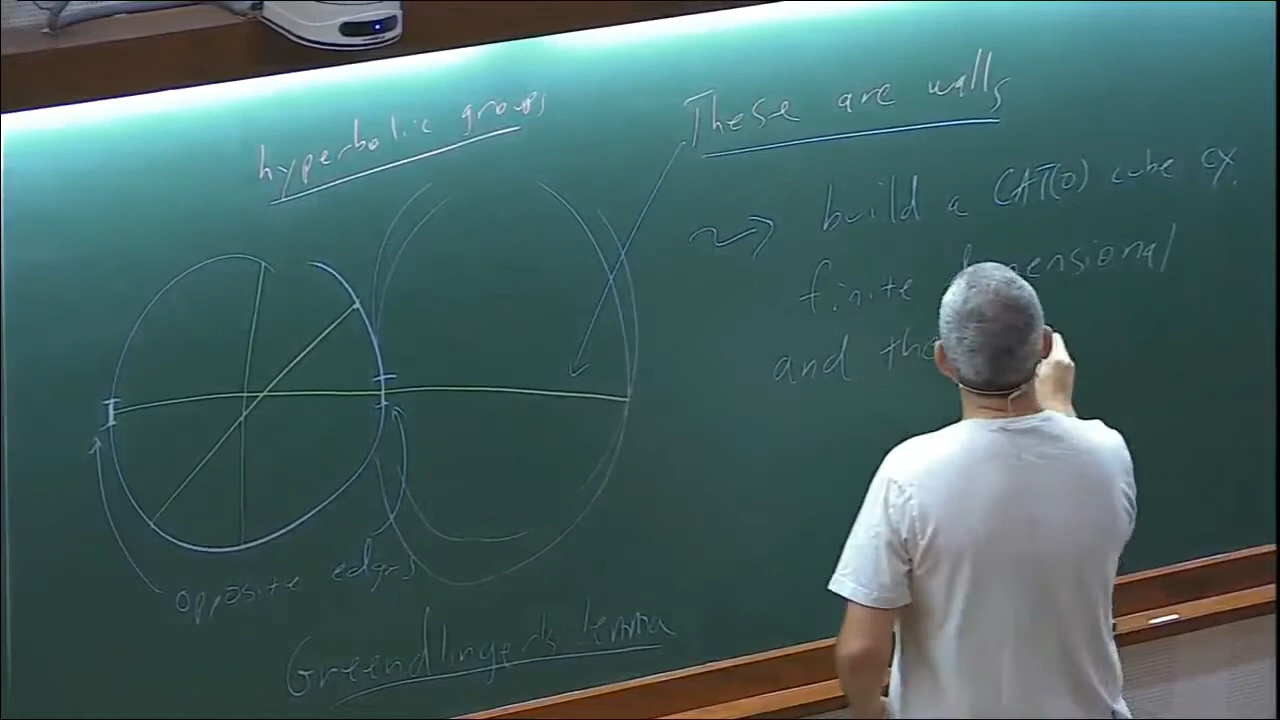 hyperbolic groups
These are walls
build a CAT(0) cube cx.
finite
and the
opposite edges
Greendlinger's lemma